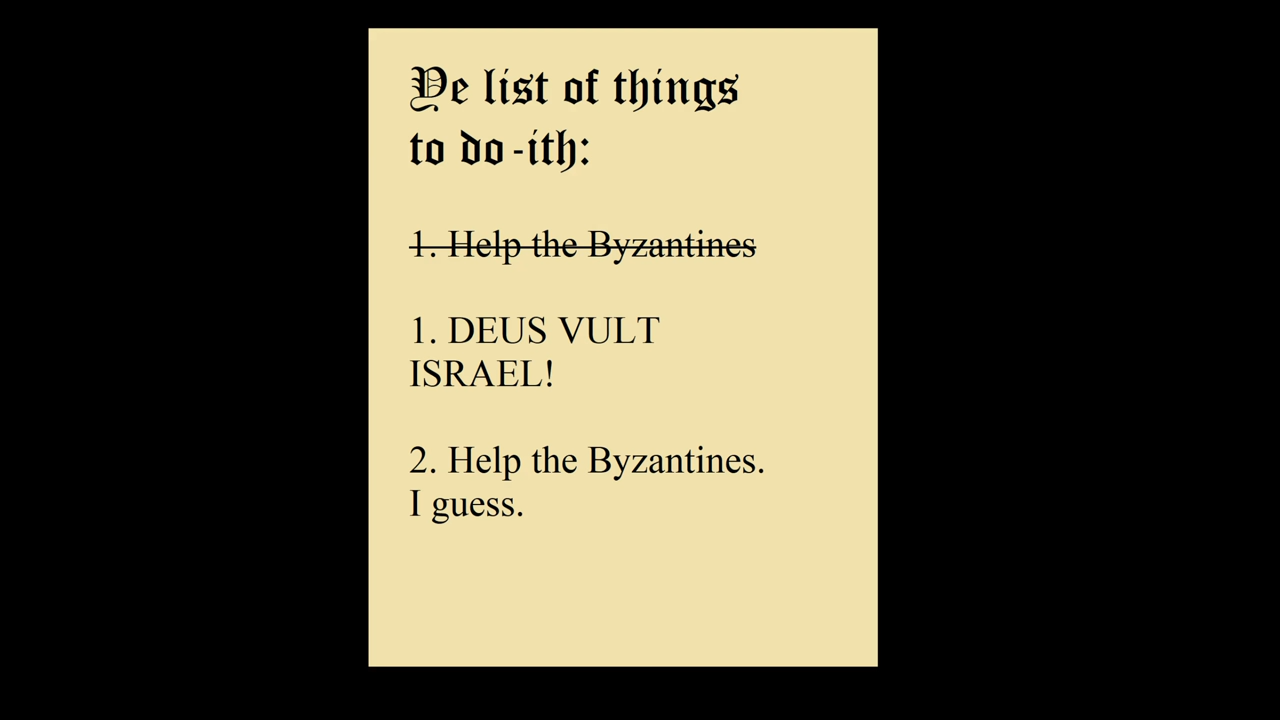 Ye list of things
to do-ith:
1. Help the Byzantines
1. DEUS VULT
ISRAEL!
2. Help the Byzantines.
I guess.